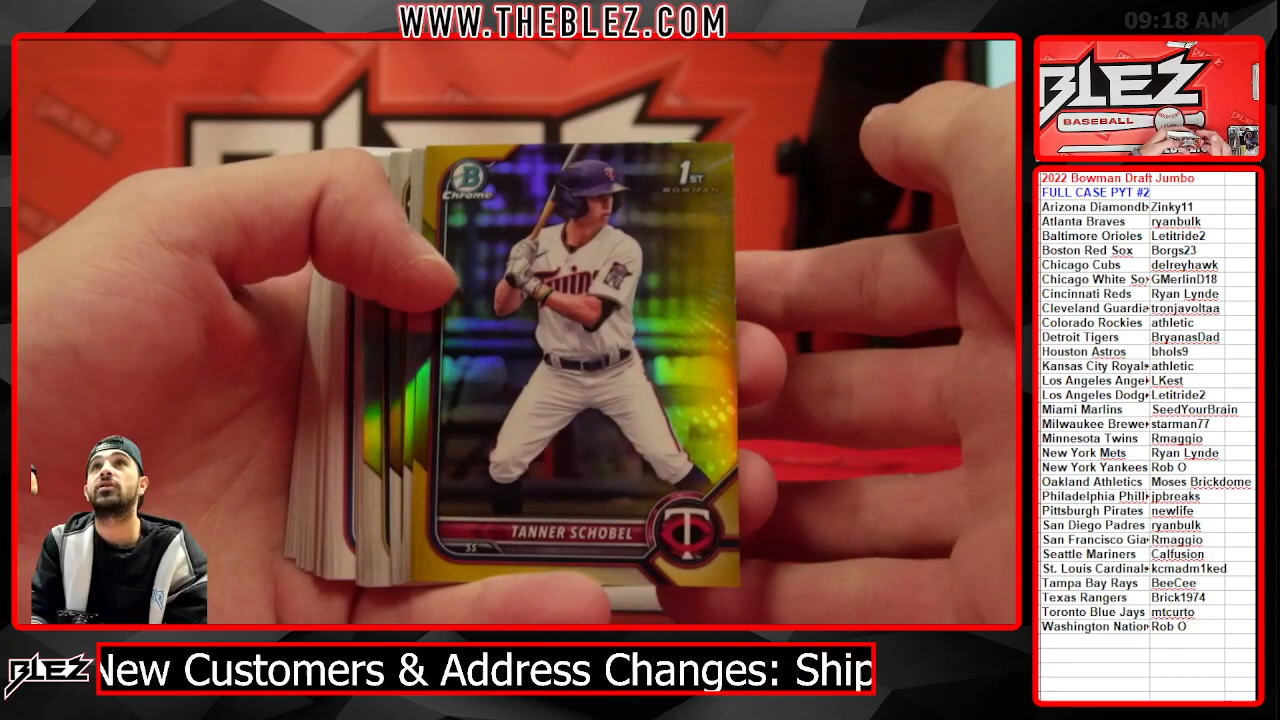 WWW.THEBLEZ.COM
09:18 AM
BLEZ
BASEBALL
B
Chrome
1ST
BOWMAN
Twins
TANNER SCHOBEL
SS
2022 Bowman Draft Jumbo
FULL CASE PYT #2
Arizona Diamondb Zinky11
Atlanta Braves ryanbulk
Baltimore Orioles Letitride2
Boston Red Sox Borgs23
Chicago Cubs delreyhawk
Chicago White Sox GMerlinD18
Cincinnati Reds Ryan Lynde
Cleveland Guardia tronjavoltaa
Colorado Rockies athletic
Detroit Tigers BryanasDad
Houston Astros bhols9
Kansas City Royals athletic
Los Angeles Angel LKest
Los Angeles Dodg Letitride2
Miami Marlins SeedYourBrain
Milwaukee Brewe starman77
Minnesota Twins Rmaggio
New York Mets Ryan Lynde
New York Yankees Rob O
Oakland Athletics Moses Brickdome
Philadelphia Philli jpbreaks
Pittsburgh Pirates newlife
San Diego Padres ryanbulk
San Francisco Gia Rmaggio
Seattle Mariners Calfusion
St. Louis Cardinals kcmadm1ked
Tampa Bay Rays BeeCee
Texas Rangers Brick1974
Toronto Blue Jays mtcurto
Washington Nation Rob O
BLEZ
New Customers & Address Changes: Ship